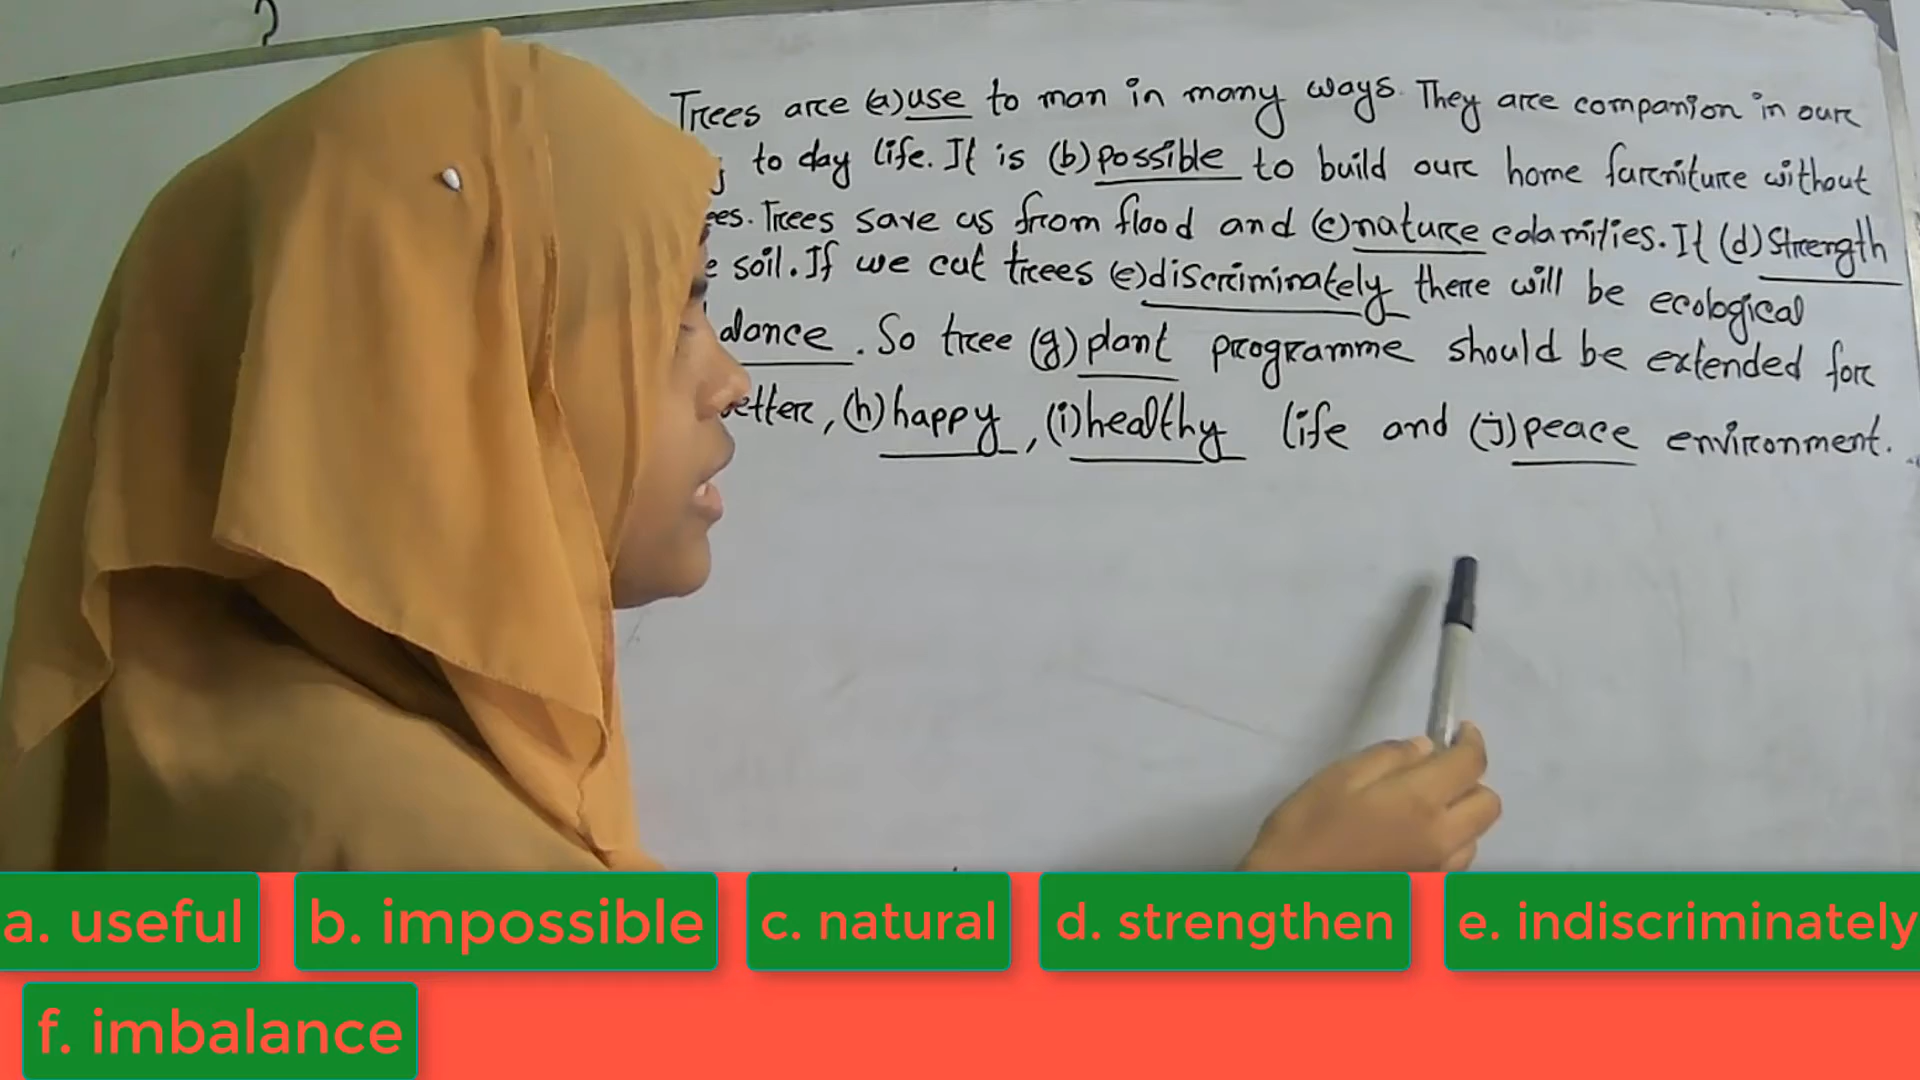 Trees are (a)use to man in many ways. They are companion in our
to day life. It is (b)possible to build our home furniture without
ees. Trees save us from flood and (c)nature calamities. It (d)strength
e soil. If we cut trees (e)discriminately there will be ecological
alance. So tree (g)plant programme should be extended for
better, (h)happy, (i)healthy life and (j)peace environment.
a. useful
b. impossible
c. natural
d. strengthen
e. indiscriminately
f. imbalance